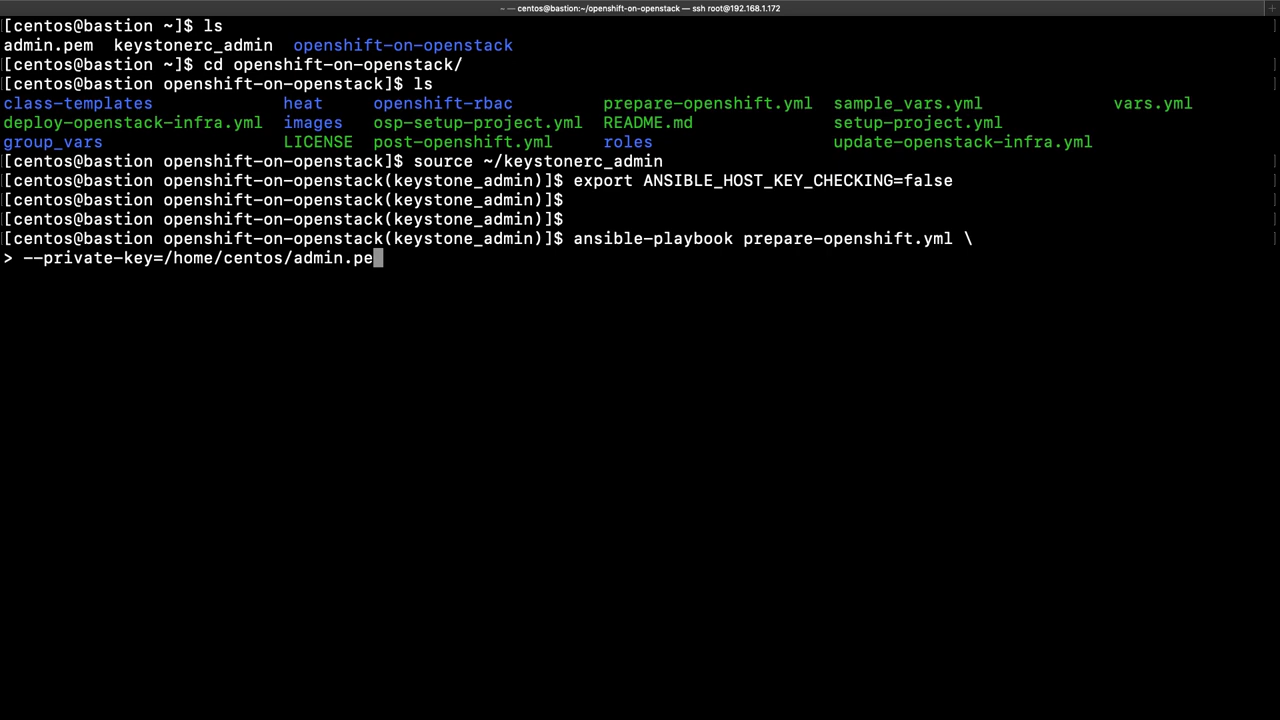 ~ — centos@bastion:~/openshift-on-openstack — ssh root@192.168.1.172
[centos@bastion ~]$ ls
admin.pem  keystonerc_admin  openshift-on-openstack
[centos@bastion ~]$ cd openshift-on-openstack/
[centos@bastion openshift-on-openstack]$ ls
class-templates             heat     openshift-rbac         prepare-openshift.yml  sample_vars.yml             vars.yml
deploy-openstack-infra.yml  images   osp-setup-project.yml  README.md              setup-project.yml
group_vars                  LICENSE  post-openshift.yml     roles                  update-openstack-infra.yml
[centos@bastion openshift-on-openstack]$ source ~/keystonerc_admin
[centos@bastion openshift-on-openstack(keystone_admin)]$ export ANSIBLE_HOST_KEY_CHECKING=false
[centos@bastion openshift-on-openstack(keystone_admin)]$
[centos@bastion openshift-on-openstack(keystone_admin)]$
[centos@bastion openshift-on-openstack(keystone_admin)]$ ansible-playbook prepare-openshift.yml \
> --private-key=/home/centos/admin.pe